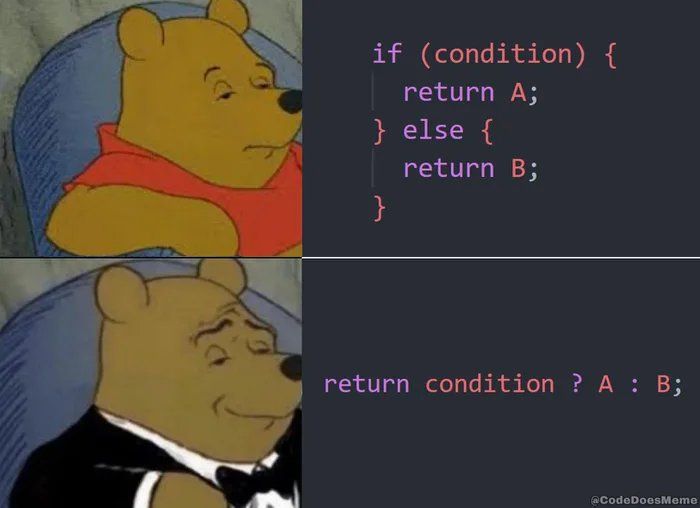 if (condition) {
  return A;
} else {
  return B;
}
return condition ? A : B;
@CodeDoesMeme